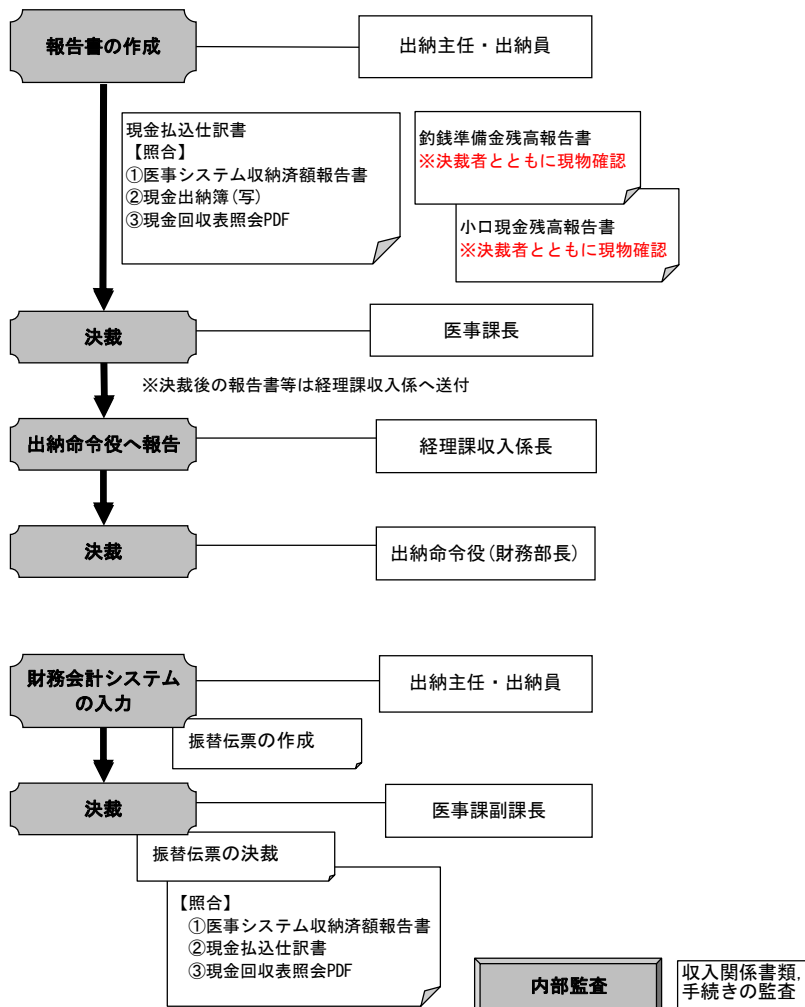 報告書の作成
出納主任・出納員
現金払込仕訳書
【照合】
①医事システム収納済額報告書
②現金出納簿(写)
③現金回収表照会PDF
釣銭準備金残高報告書
※決裁者とともに現物確認
小口現金残高報告書
※決裁者とともに現物確認
決裁
医事課長
※決裁後の報告書等は経理課収入係へ送付
出納命令役へ報告
経理課収入係長
決裁
出納命令役(財務部長)
財務会計システム
の入力
出納主任・出納員
振替伝票の作成
決裁
医事課副課長
振替伝票の決裁
【照合】
①医事システム収納済額報告書
②現金払込仕訳書
③現金回収表照会PDF
内部監査
収入関係書類,
手続きの監査